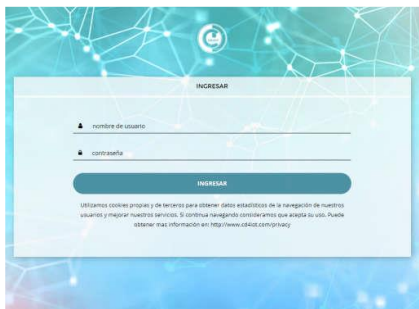 INGRESAR
nombre de usuario
contraseña
INGRESAR
Utilizamos cookies propias y de terceros para obtener datos estadísticos de la navegación de nuestros
usuarios y mejorar nuestros servicios. Si continua navegando consideramos que acepta su uso. Puede
obtener mas información en: http://www.cd4iot.com/privacy